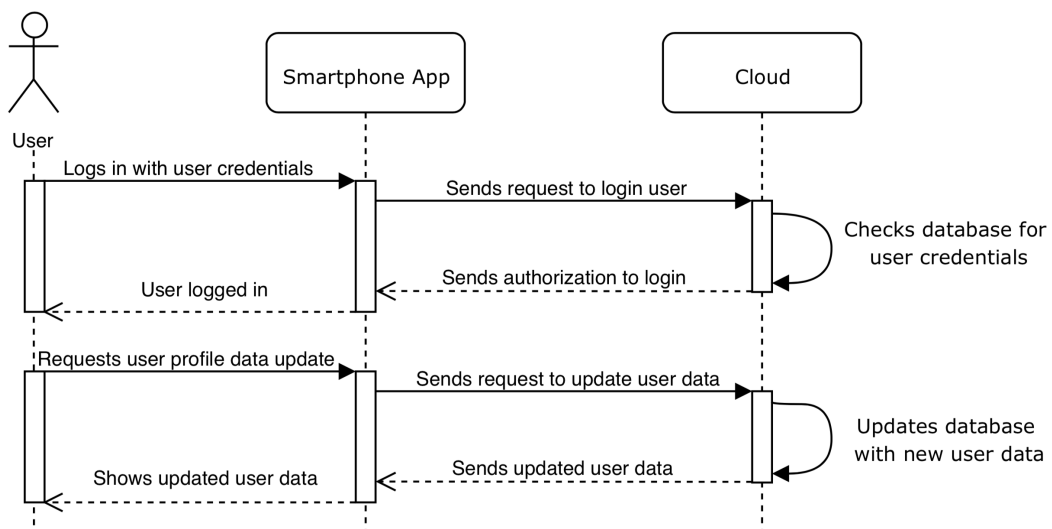 Smartphone App
Cloud
User
Logs in with user credentials
Sends request to login user
Checks database for
user credentials
Sends authorization to login
User logged in
Requests user profile data update
Sends request to update user data
Updates database
with new user data
Sends updated user data
Shows updated user data